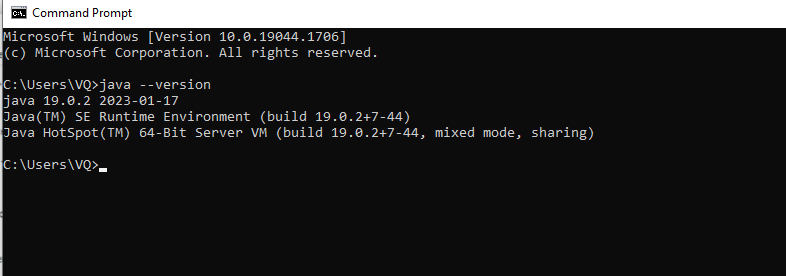 Command Prompt
Microsoft Windows [Version 10.0.19044.1706]
(c) Microsoft Corporation. All rights reserved.
C:\Users\VQ>java --version
java 19.0.2 2023-01-17
Java(TM) SE Runtime Environment (build 19.0.2+7-44)
Java HotSpot(TM) 64-Bit Server VM (build 19.0.2+7-44, mixed mode, sharing)
C:\Users\VQ>